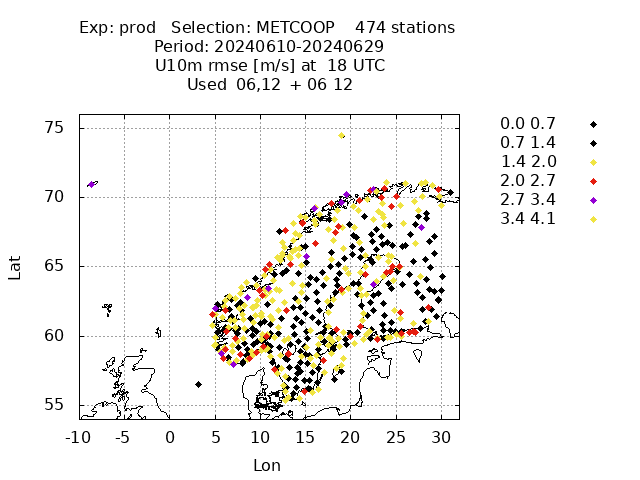 Exp: prod   Selection: METCOOP    474 stations
Period: 20240610-20240629
U10m rmse [m/s] at  18 UTC
Used  06,12  + 06 12
0.0 0.7
0.7 1.4
1.4 2.0
2.0 2.7
2.7 3.4
3.4 4.1
75
70
65
60
55
Lat
-10 -5 0 5 10 15 20 25 30
Lon